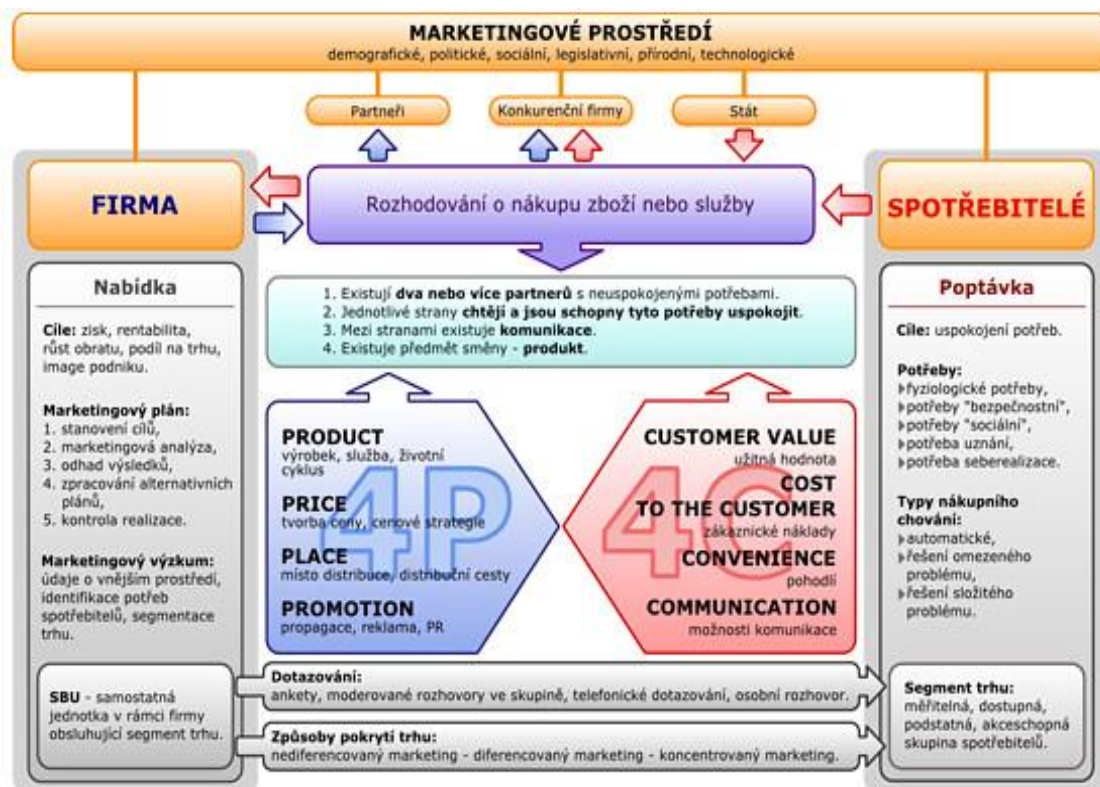 MARKETINGOVÉ PROSTŘEDÍ
demografické, politické, sociální, legislativní, přírodní, technologické
Partneři
Konkurenční firmy
Stát
FIRMA
Rozhodování o nákupu zboží nebo služby
SPOTŘEBITELÉ
Nabídka
Cíle: zisk, rentabilita,
růst obratu, podíl na trhu,
image podniku.
Marketingový plán:
1. stanovení cílů,
2. marketingová analýza,
3. odhad výsledků,
4. zpracování alternativních
plánů,
5. kontrola realizace.
Marketingový výzkum:
údaje o vnějším prostředí,
identifikace potřeb
spotřebitelů, segmentace
trhu.
SBU - samostatná
jednotka v rámci firmy
obsluhující segment trhu.
1. Existují dva nebo více partnerů s neuspokojenými potřebami.
2. Jednotlivé strany chtějí a jsou schopny tyto potřeby uspokojit.
3. Mezi stranami existuje komunikace.
4. Existuje předmět směny - produkt.
4P
PRODUCT
výrobek, služba, životní
cyklus
PRICE
tvorba ceny, cenové strategie
PLACE
místo distribuce, distribuční cesty
PROMOTION
propagace, reklama, PR
4C
CUSTOMER VALUE
užitná hodnota
COST
TO THE CUSTOMER
zákaznické náklady
CONVENIENCE
pohodlí
COMMUNICATION
možnosti komunikace
Dotazování:
ankety, moderované rozhovory ve skupině, telefonické dotazování, osobní rozhovor.
Způsoby pokrytí trhu:
nediferencovaný marketing - diferencovaný marketing - koncentrovaný marketing.
Poptávka
Cíle: uspokojení potřeb.
Potřeby:
fyziologické potřeby,
potřeby "bezpečnostní",
potřeby "sociální",
potřeba uznání,
potřeba seberealizace.
Typy nákupního
chování:
automatické,
řešení omezeného
problému,
řešení složitého
problému.
Segment trhu:
měřitelná, dostupná,
podstatná, akceschopná
skupina spotřebitelů.